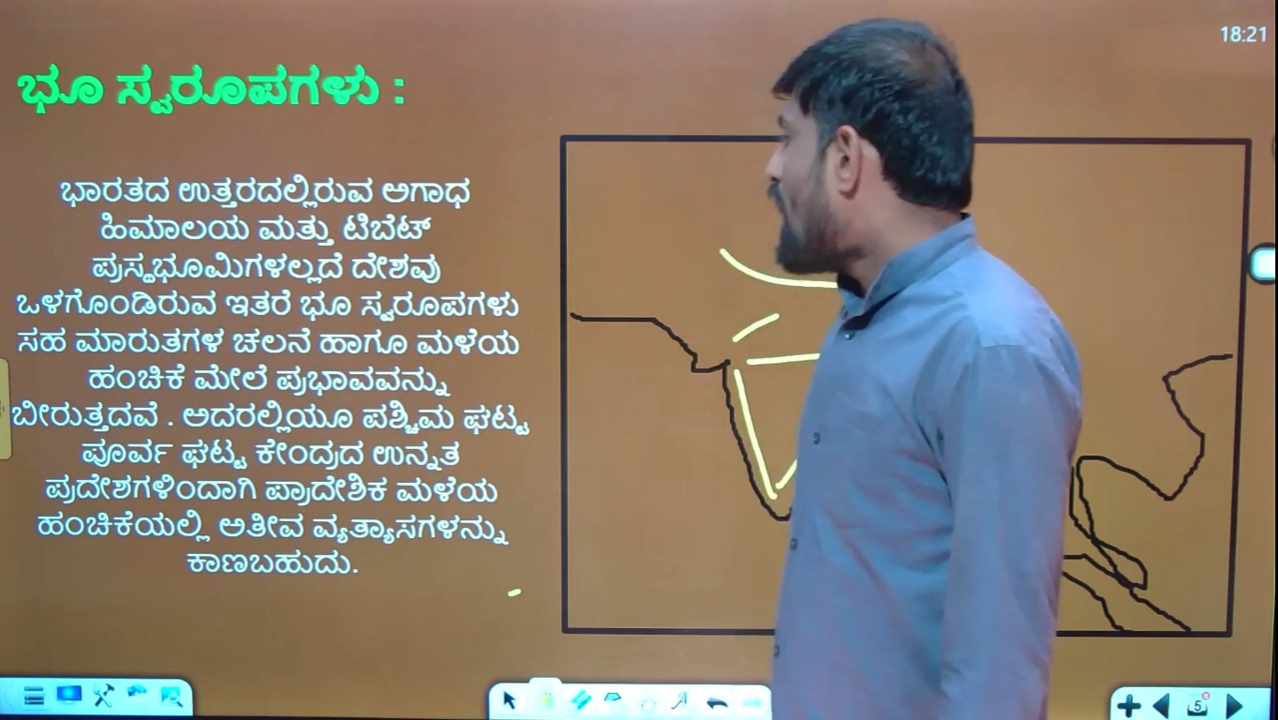 18:21
ಭೂ ಸ್ವರೂಪಗಳು :
ಭಾರತದ ಉತ್ತರದಲ್ಲಿರುವ ಅಗಾಧ
ಹಿಮಾಲಯ ಮತ್ತು ಟಿಬೆಟ್
ಪ್ರಸ್ಥಭೂಮಿಗಳಲ್ಲದೆ ದೇಶವು
ಒಳಗೊಂಡಿರುವ ಇತರೆ ಭೂ ಸ್ವರೂಪಗಳು
ಸಹ ಮಾರುತಗಳ ಚಲನೆ ಹಾಗೂ ಮಳೆಯ
ಹಂಚಿಕೆ ಮೇಲೆ ಪ್ರಭಾವವನ್ನು
ಬೀರುತ್ತದವೆ . ಅದರಲ್ಲಿಯೂ ಪಶ್ಚಿಮ ಘಟ್ಟ
ಪೂರ್ವ ಘಟ್ಟ ಕೇಂದ್ರದ ಉನ್ನತ
ಪ್ರದೇಶಗಳಿಂದಾಗಿ ಪ್ರಾದೇಶಿಕ ಮಳೆಯ
ಹಂಚಿಕೆಯಲ್ಲಿ ಅತೀವ ವ್ಯತ್ಯಾಸಗಳನ್ನು
ಕಾಣಬಹುದು.
5